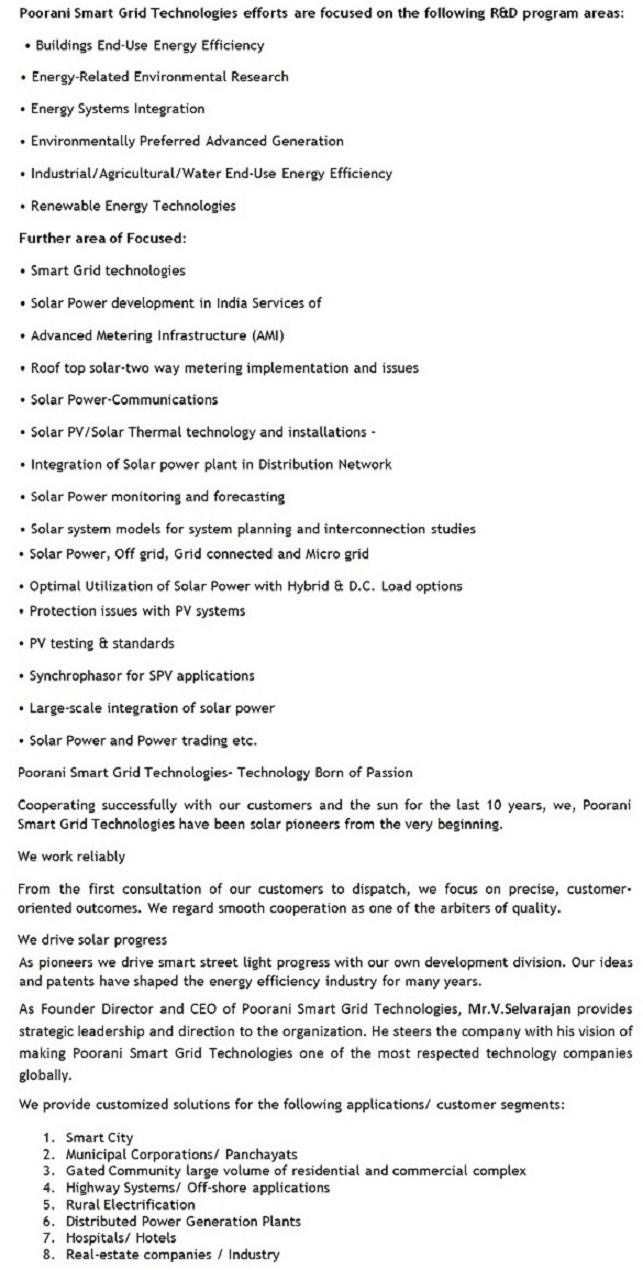 Poorani Smart Grid Technologies efforts are focused on the following R&D program areas:
• Buildings End-Use Energy Efficiency
• Energy-Related Environmental Research
• Energy Systems Integration
• Environmentally Preferred Advanced Generation
• Industrial/Agricultural/Water End-Use Energy Efficiency
• Renewable Energy Technologies
Further area of Focused:
• Smart Grid technologies
• Solar Power development in India Services of
• Advanced Metering Infrastructure (AMI)
• Roof top solar-two way metering implementation and issues
• Solar Power-Communications
• Solar PV/Solar Thermal technology and installations -
• Integration of Solar power plant in Distribution Network
• Solar Power monitoring and forecasting
• Solar system models for system planning and interconnection studies
• Solar Power, Off grid, Grid connected and Micro grid
• Optimal Utilization of Solar Power with Hybrid & D.C. Load options
• Protection issues with PV systems
• PV testing & standards
• Synchrophasor for SPV applications
• Large-scale integration of solar power
• Solar Power and Power trading etc.
Poorani Smart Grid Technologies- Technology Born of Passion
Cooperating successfully with our customers and the sun for the last 10 years, we, Poorani
Smart Grid Technologies have been solar pioneers from the very beginning.
We work reliably
From the first consultation of our customers to dispatch, we focus on precise, customer-
oriented outcomes. We regard smooth cooperation as one of the arbiters of quality.
We drive solar progress
As pioneers we drive smart street light progress with our own development division. Our ideas
and patents have shaped the energy efficiency industry for many years.
As Founder Director and CEO of Poorani Smart Grid Technologies, Mr.V.Selvarajan provides
strategic leadership and direction to the organization. He steers the company with his vision of
making Poorani Smart Grid Technologies one of the most respected technology companies
globally.
We provide customized solutions for the following applications/ customer segments:
1. Smart City
2. Municipal Corporations/ Panchayats
3. Gated Community large volume of residential and commercial complex
4. Highway Systems/ Off-shore applications
5. Rural Electrification
6. Distributed Power Generation Plants
7. Hospitals/ Hotels
8. Real-estate companies / Industry